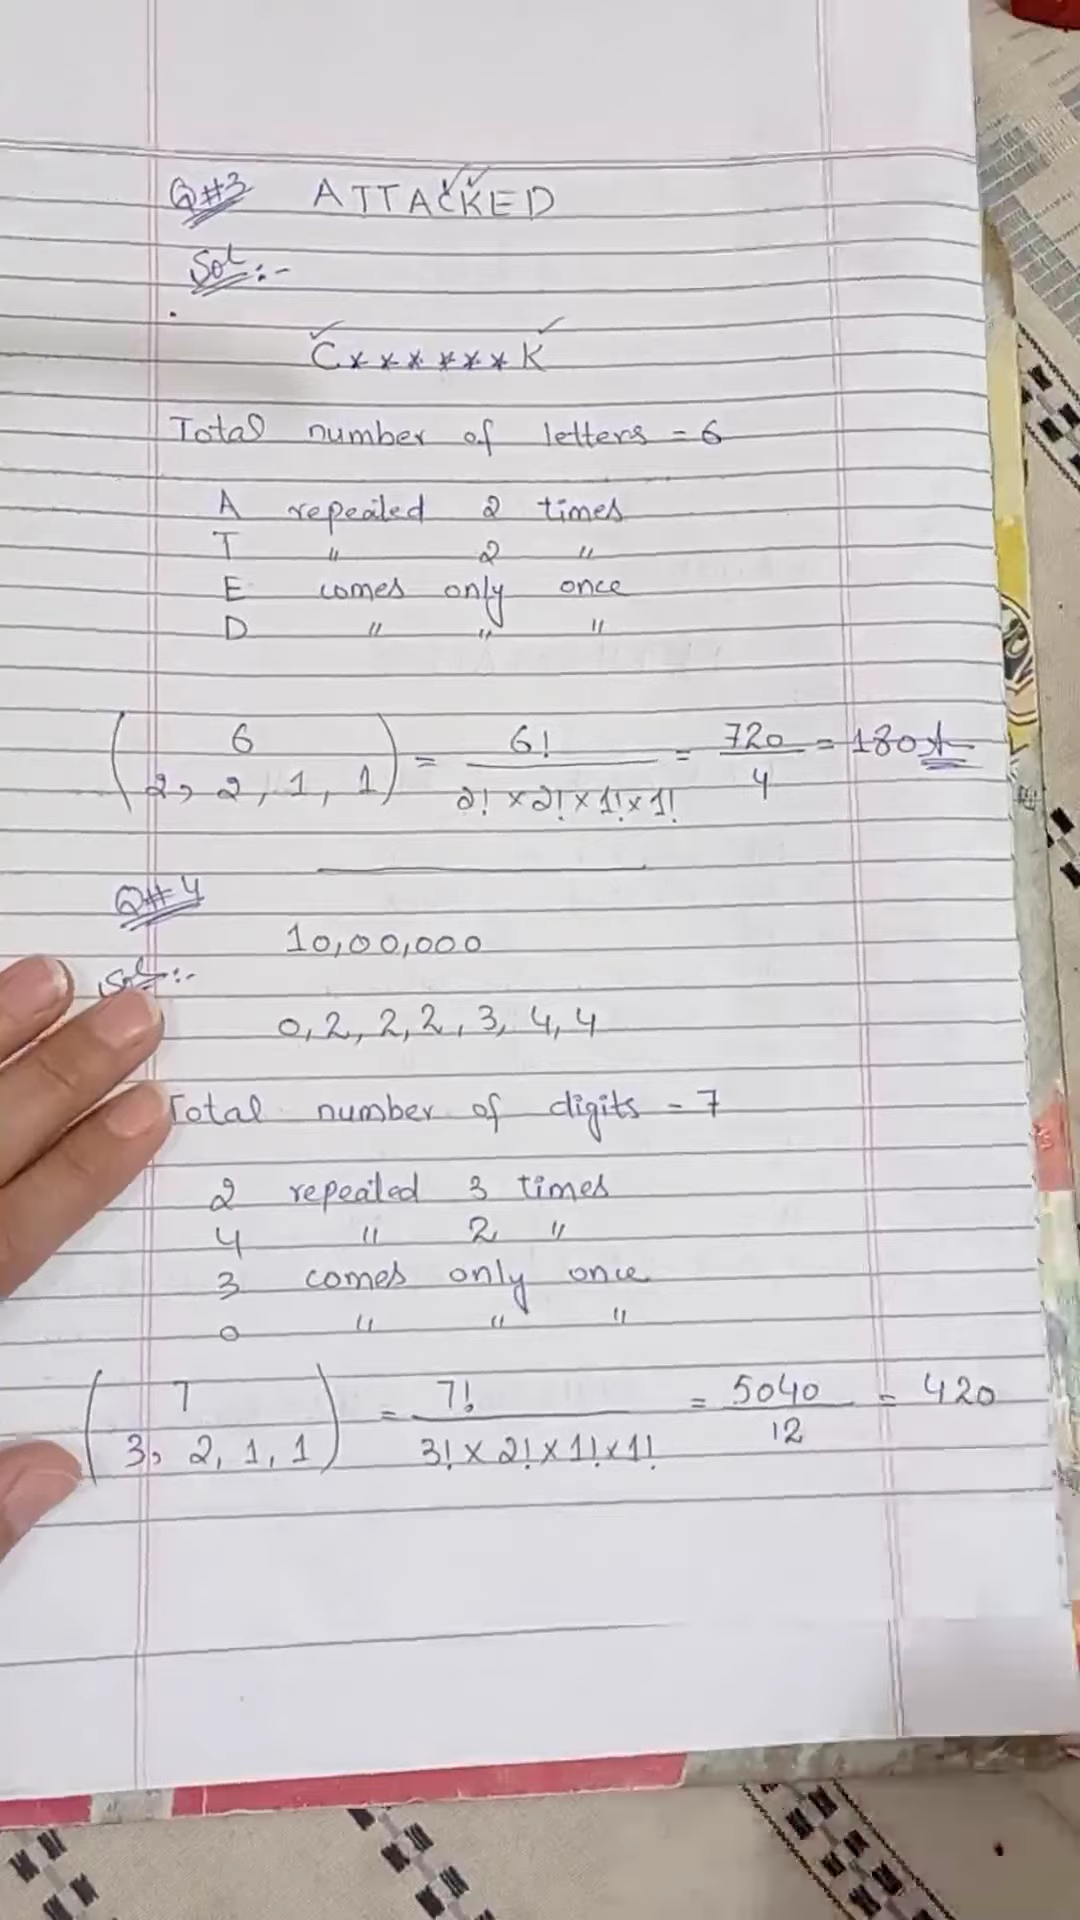 Q#3 ATTACKED
Sol:-
C******K
Total number of letters = 6
A repeated 2 times
T " 2 "
E comes only once
D " " "
( 6 / 2, 2, 1, 1 ) = 6! / 2! × 2! × 1! × 1! = 720 / 4 = 180
Q#4
10,00,000
Sol:-
0, 2, 2, 2, 3, 4, 4
Total number of digits = 7
2 repeated 3 times
4 " 2 "
3 comes only once
0 " " "
( 7 / 3, 2, 1, 1 ) = 7! / 3! × 2! × 1! × 1! = 5040 / 12 = 420